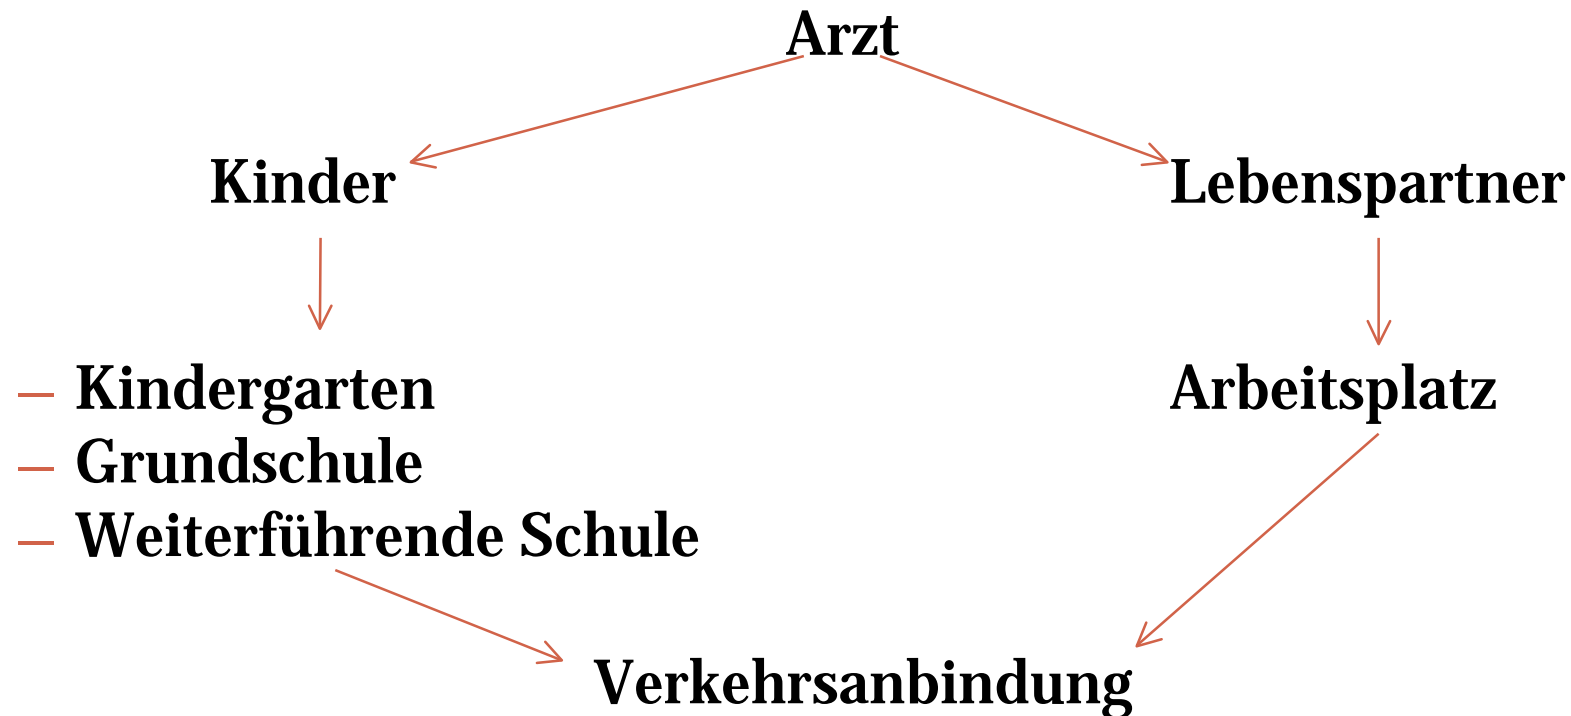 Arzt
Kinder
Lebenspartner
– Kindergarten
Arbeitsplatz
– Grundschule
– Weiterführende Schule
Verkehrsanbindung